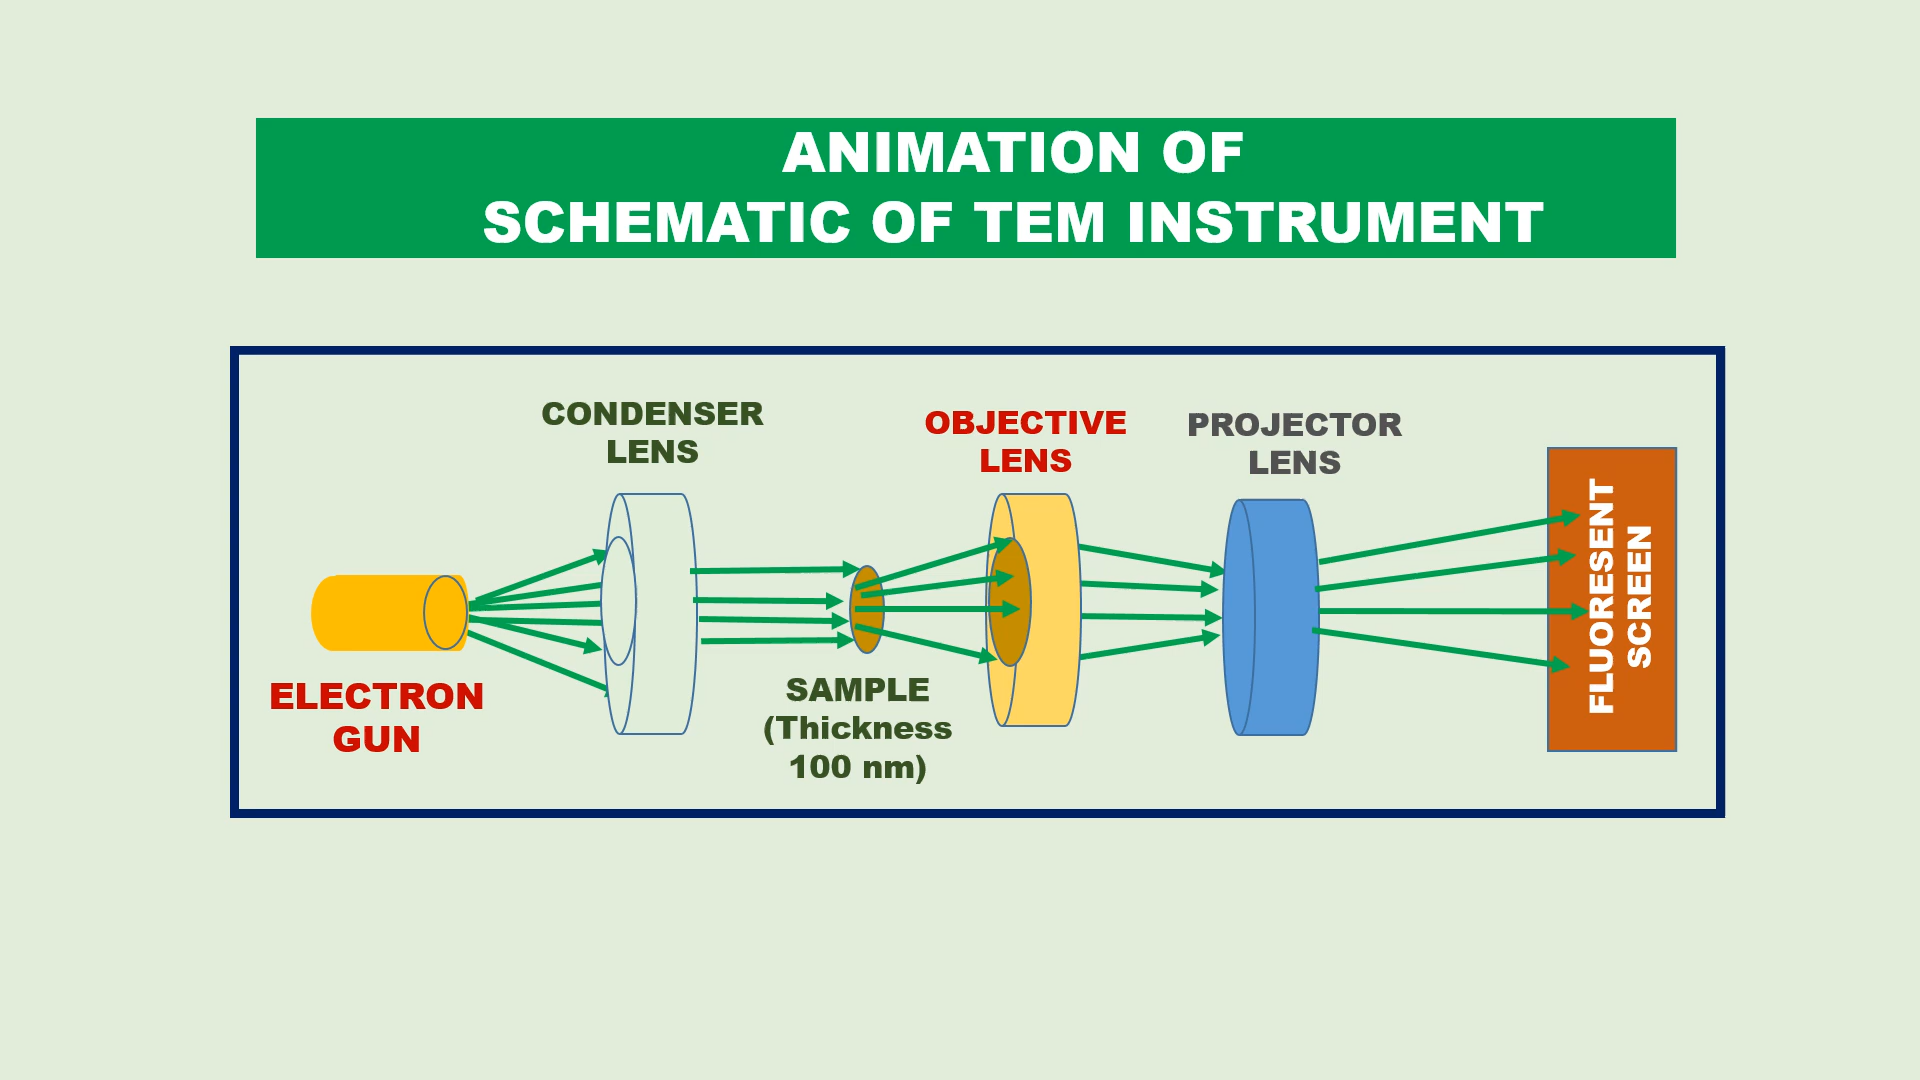 ANIMATION OF
SCHEMATIC OF TEM INSTRUMENT
CONDENSER
LENS
OBJECTIVE
LENS
PROJECTOR
LENS
ELECTRON
GUN
SAMPLE
(Thickness
100 nm)
FLUORESENT
SCREEN